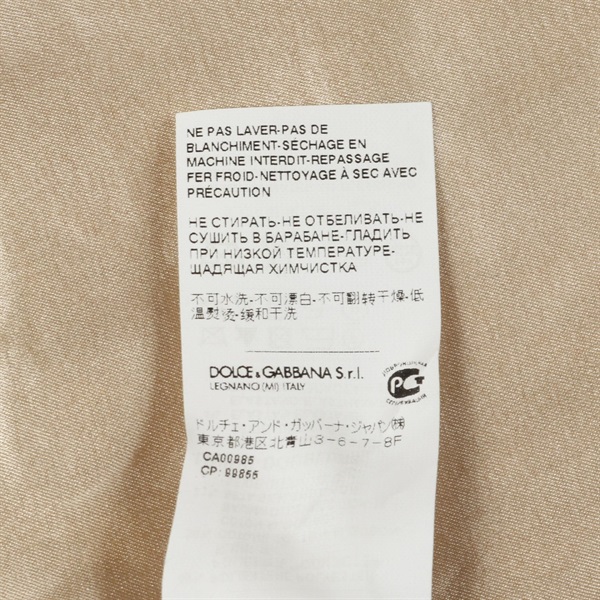 NE PAS LAVER-PAS DE
BLANCHIMENT-SÉCHAGE EN
MACHINE INTERDIT-REPASSAGE
FER FROID-NETTOYAGE À SEC AVEC
PRÉCAUTION
НЕ СТИРАТЬ-НЕ ОТБЕЛИВАТЬ-НЕ
СУШИТЬ В БАРАБАНЕ-ГЛАДИТЬ
ПРИ НИЗКОЙ ТЕМПЕРАТУРЕ-
ЩАДЯЩАЯ ХИМЧИСТКА
不可水洗-不可漂白-不可翻转干燥-低
温熨烫-缓和干洗
DOLCE&GABBANA S.r.l.
LEGNANO (MI) ITALY
ドルチェ・アンド・ガッバーナ・ジャパン㈱
東京都港区北青山3-6-7-8F
CA00985
CP: 99855